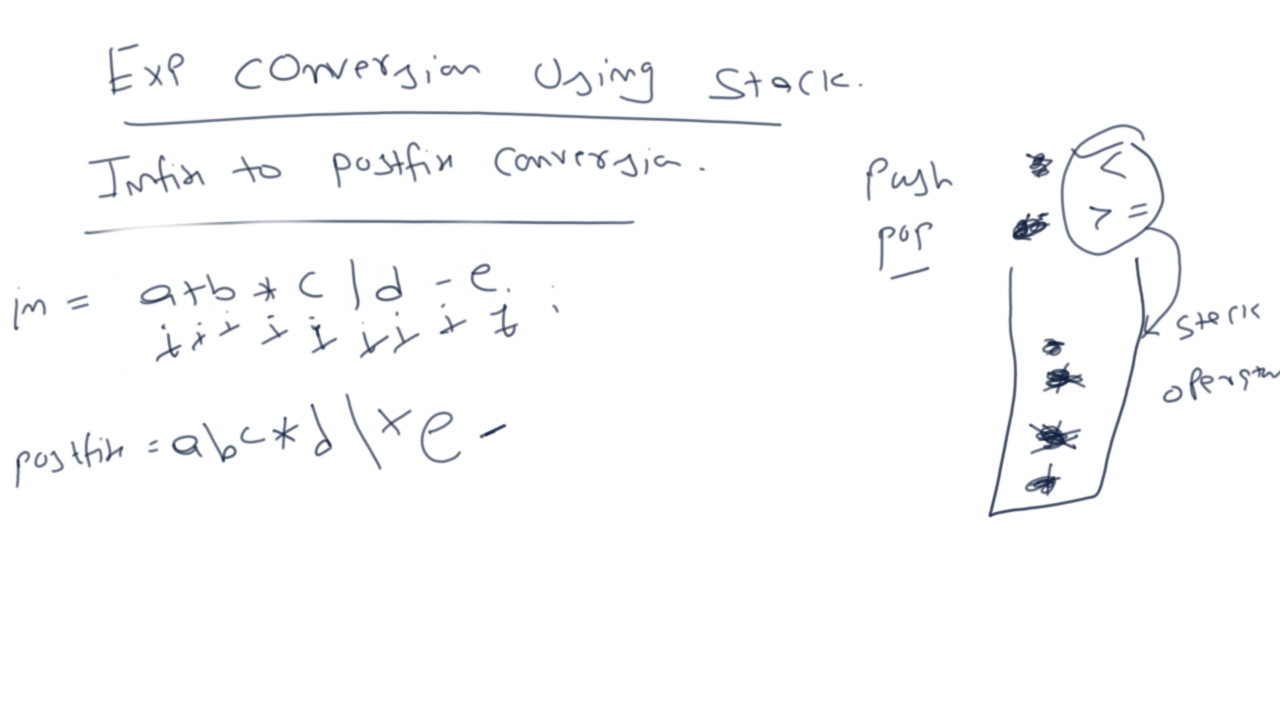 Exp Conversion Using Stack.
Infix to postfix Conversion.
Push <
pop >=
in = a+b * c / d - e.
i i i i i i i i i ;
Stack
operator
postfix = abc*d\+e-